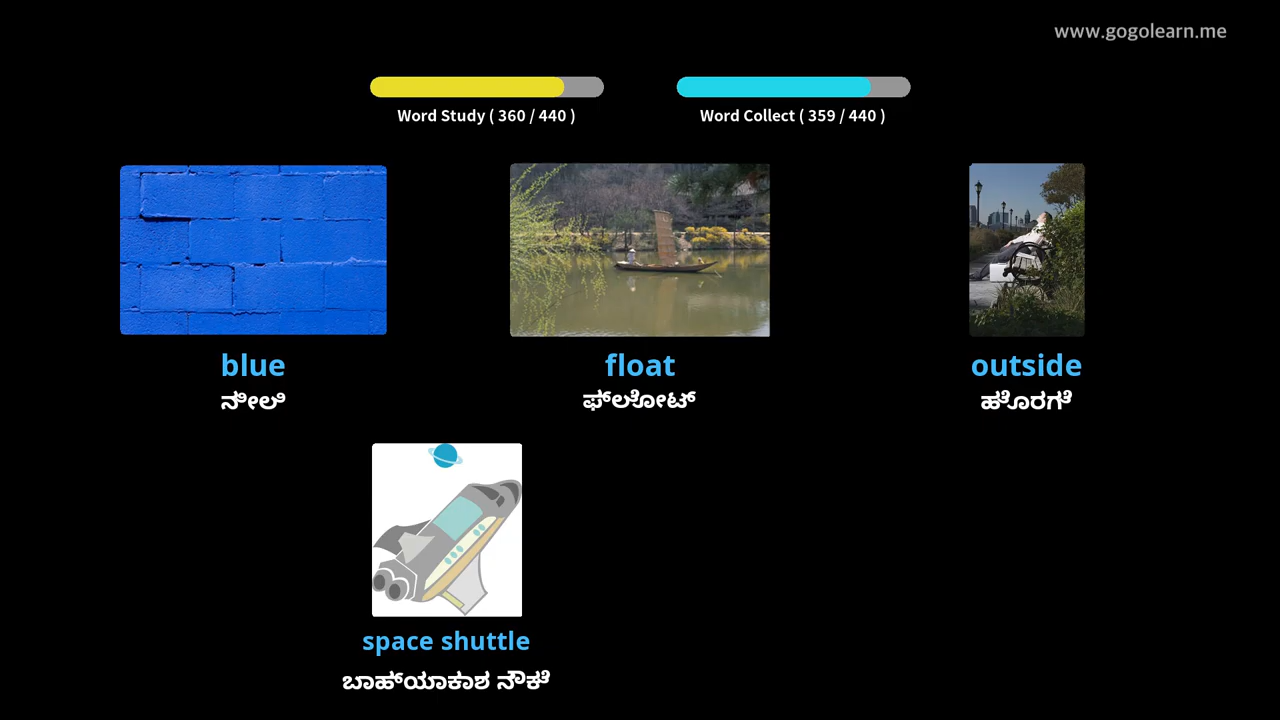 www.gogolearn.me
Word Study ( 360 / 440 )
Word Collect ( 359 / 440 )
blue
ನೀಲಿ
float
ಫ್ಲೋಟ್
outside
ಹೊರಗೆ
space shuttle
ಬಾಹ್ಯಾಕಾಶ ನೌಕೆ